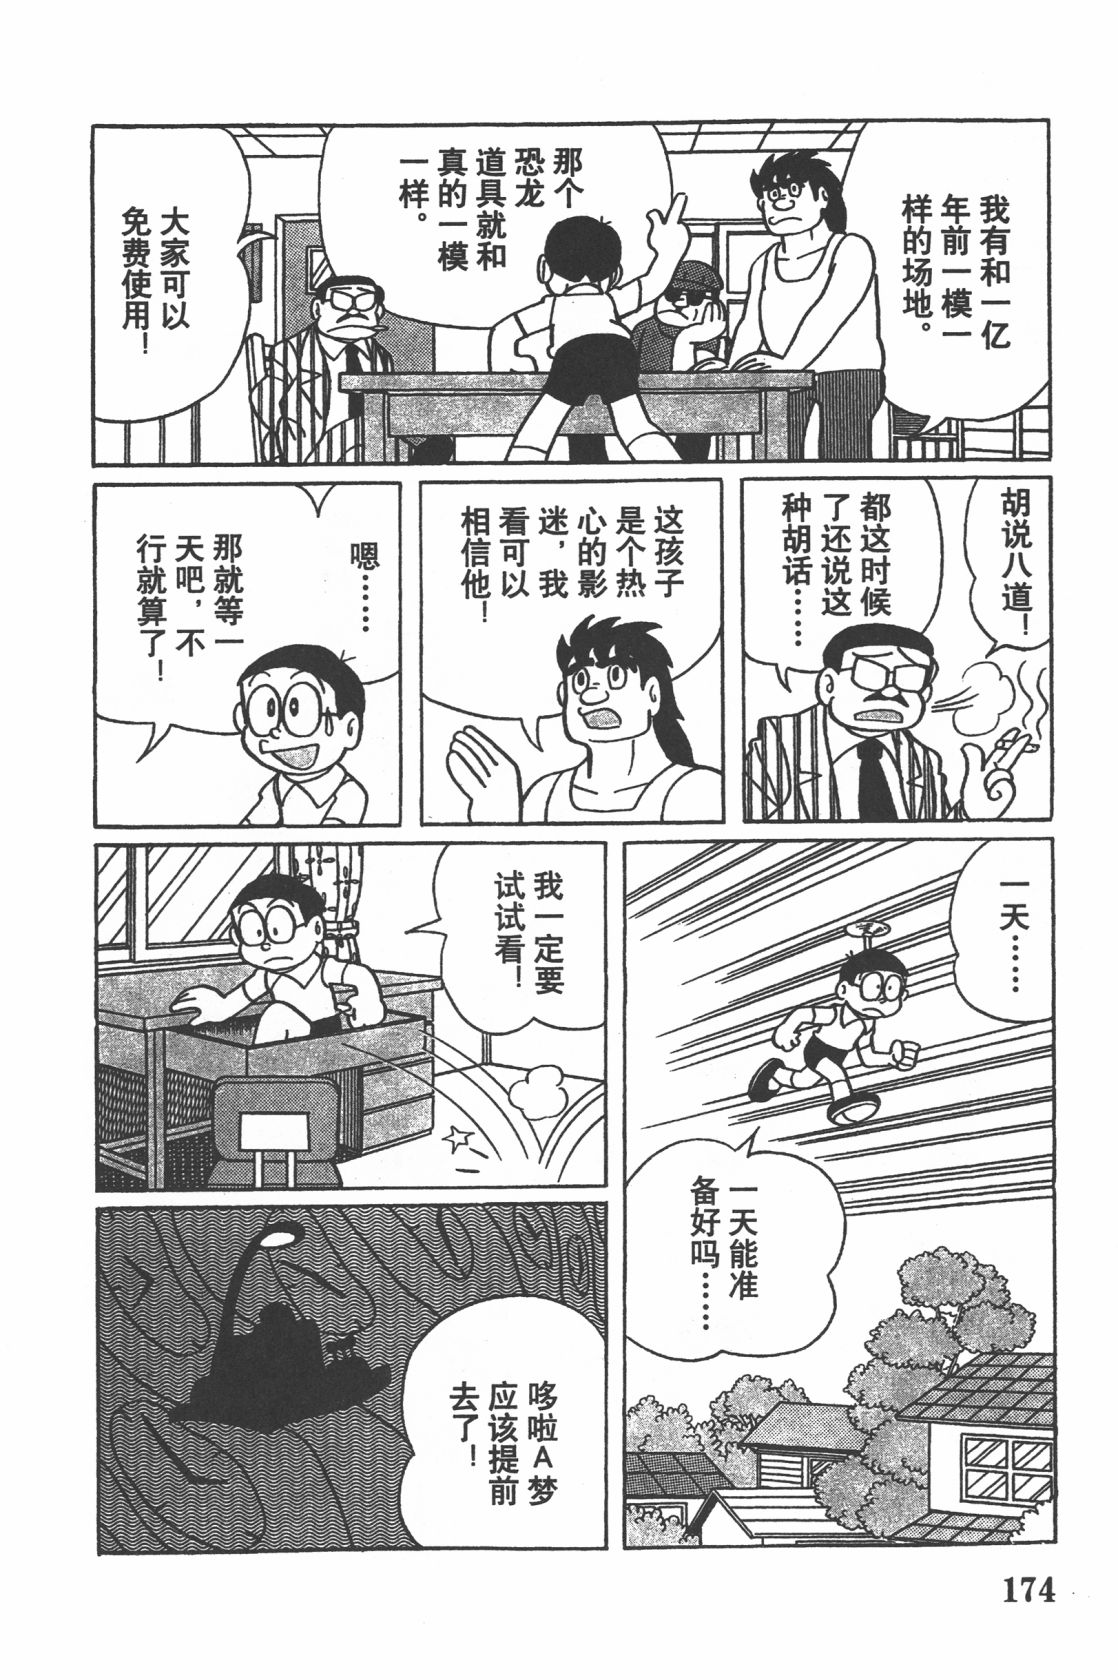 我有和一亿
年前一模一
样的场地。
那个
恐龙
道具就和
真的一模
一样。
大家可以
免费使用！
胡说八道！
都这时候
了还说这
种胡话……
这孩子
是个热
心的影
迷，我
看可以
相信他！
嗯……
那就等一
天吧，不
行就算了！
一天……
一天能准
备好吗……
我一定要
试试看！
哆啦A梦
应该提前
去了！
174